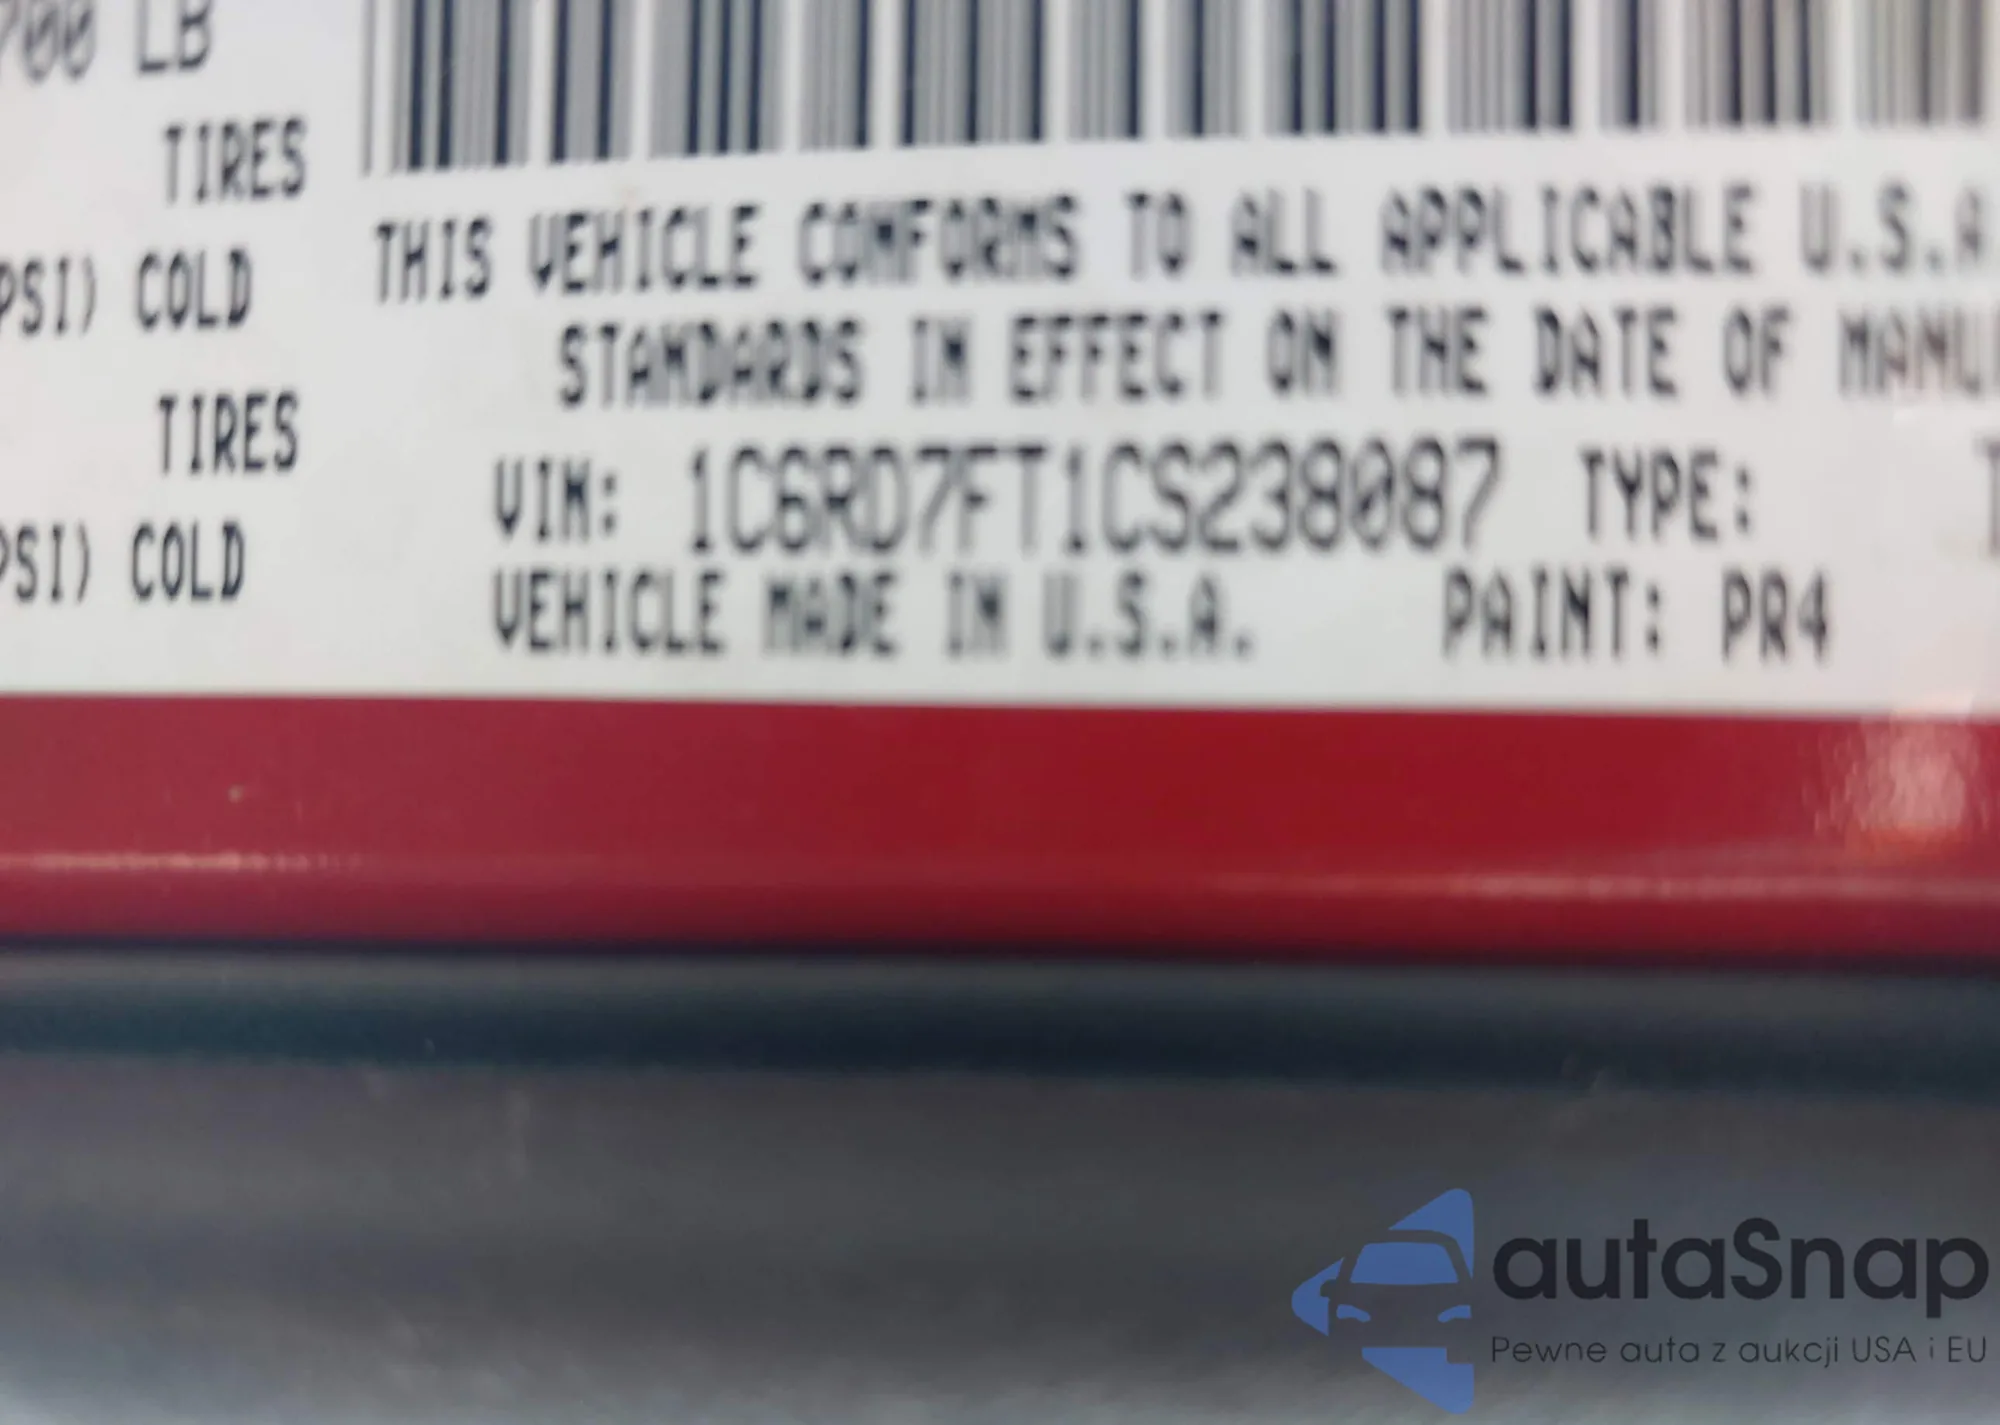 700 LB
TIRES
PSI) COLD
TIRES
PSI) COLD
THIS VEHICLE CONFORMS TO ALL APPLICABLE U.S.A
STANDARDS IN EFFECT ON THE DATE OF MANU
VIN: 1C6RD7FT1CS238087 TYPE: T
VEHICLE MADE IN U.S.A. PAINT: PR4
autaSnap
Pewne auta z aukcji USA i EU